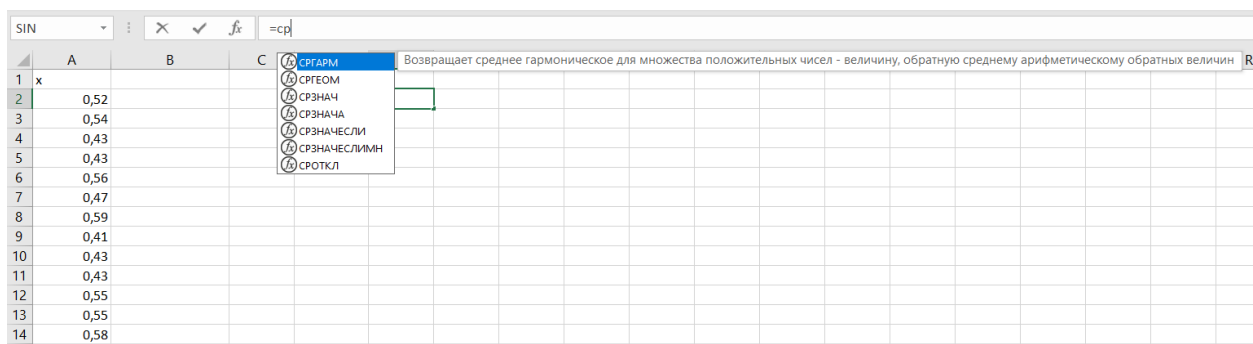 SIN fx =ср
A B C R
Возвращает среднее гармоническое для множества положительных чисел - величину, обратную среднему арифметическому обратных величин
СРГАРМ
СРГЕОМ
СРЗНАЧ
СРЗНАЧА
СРЗНАЧЕСЛИ
СРЗНАЧЕСЛИМН
СРОТКЛ
1 x
2 0,52
3 0,54
4 0,43
5 0,43
6 0,56
7 0,47
8 0,59
9 0,41
10 0,43
11 0,43
12 0,55
13 0,55
14 0,58